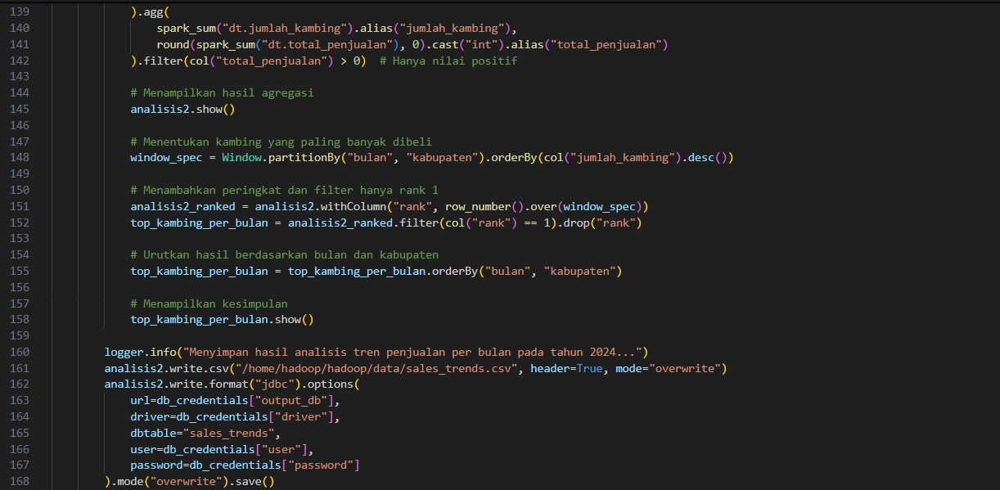 139 ).agg(
140 spark_sum("dt.jumlah_kambing").alias("jumlah_kambing"),
141 round(spark_sum("dt.total_penjualan"), 0).cast("int").alias("total_penjualan")
142 ).filter(col("total_penjualan") > 0)  # Hanya nilai positif
143
144 # Menampilkan hasil agregasi
145 analisis2.show()
146
147 # Menentukan kambing yang paling banyak dibeli
148 window_spec = Window.partitionBy("bulan", "kabupaten").orderBy(col("jumlah_kambing").desc())
149
150 # Menambahkan peringkat dan filter hanya rank 1
151 analisis2_ranked = analisis2.withColumn("rank", row_number().over(window_spec))
152 top_kambing_per_bulan = analisis2_ranked.filter(col("rank") == 1).drop("rank")
153
154 # Urutkan hasil berdasarkan bulan dan kabupaten
155 top_kambing_per_bulan = top_kambing_per_bulan.orderBy("bulan", "kabupaten")
156
157 # Menampilkan kesimpulan
158 top_kambing_per_bulan.show()
159
160 logger.info("Menyimpan hasil analisis tren penjualan per bulan pada tahun 2024...")
161 analisis2.write.csv("/home/hadoop/hadoop/data/sales_trends.csv", header=True, mode="overwrite")
162 analisis2.write.format("jdbc").options(
163 url=db_credentials["output_db"],
164 driver=db_credentials["driver"],
165 dbtable="sales_trends",
166 user=db_credentials["user"],
167 password=db_credentials["password"]
168 ).mode("overwrite").save()